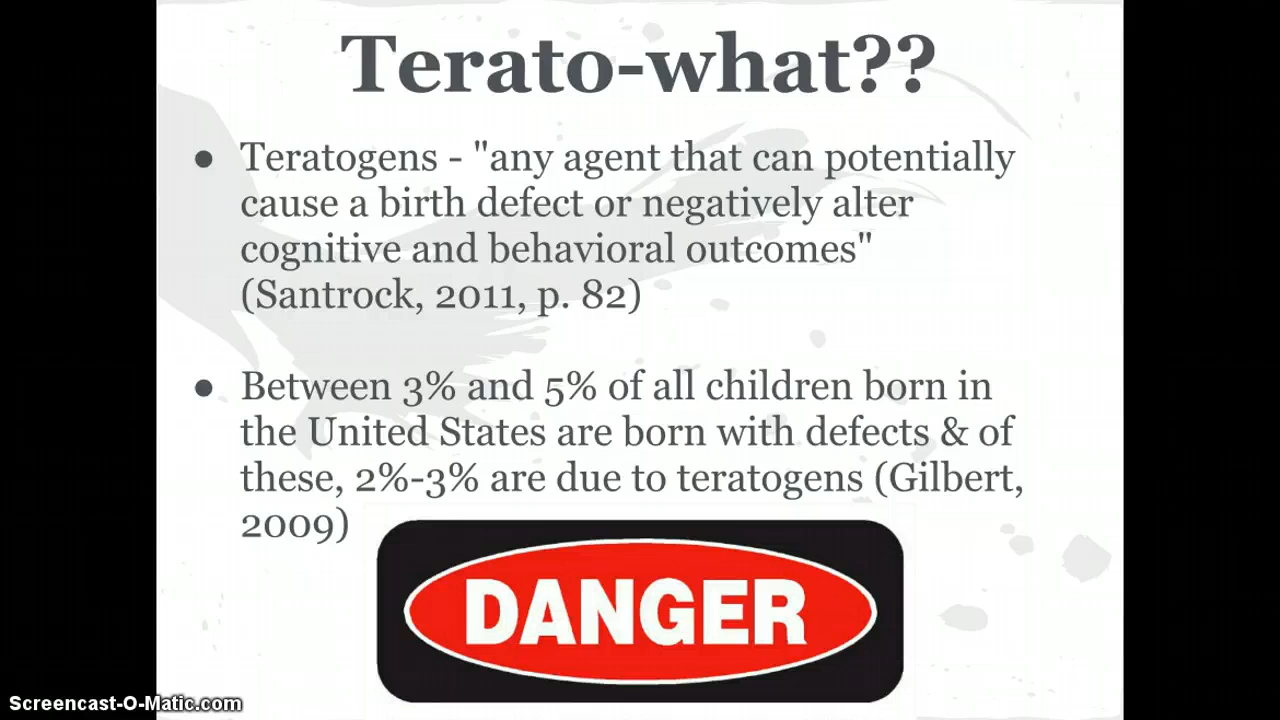 Terato-what??
● Teratogens - "any agent that can potentially
cause a birth defect or negatively alter
cognitive and behavioral outcomes"
(Santrock, 2011, p. 82)
● Between 3% and 5% of all children born in
the United States are born with defects & of
these, 2%-3% are due to teratogens (Gilbert,
2009)
DANGER
Screencast-O-Matic.com